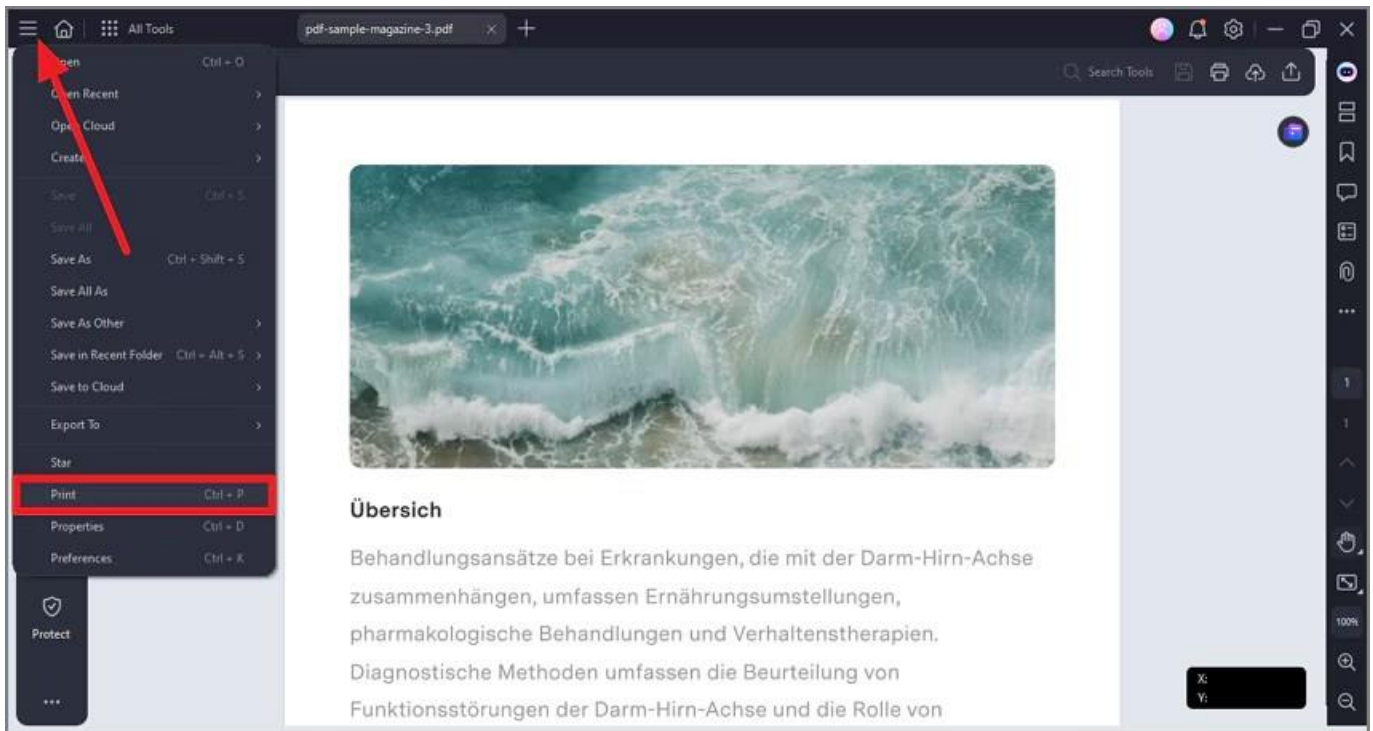 All Tools
pdf-sample-magazine-3.pdf
Open Ctrl + O
Open Recent
Open Cloud
Create
Save Ctrl + S
Save All
Save As Ctrl + Shift + S
Save All As
Save As Other
Save in Recent Folder Ctrl + Alt + S
Save to Cloud
Export To
Star
Print Ctrl + P
Properties Ctrl + D
Preferences Ctrl + K
Protect
Search Tools
Übersich
Behandlungsansätze bei Erkrankungen, die mit der Darm-Hirn-Achse
zusammenhängen, umfassen Ernährungsumstellungen,
pharmakologische Behandlungen und Verhaltenstherapien.
Diagnostische Methoden umfassen die Beurteilung von
Funktionsstörungen der Darm-Hirn-Achse und die Rolle von
1
1
100%
X:
Y: